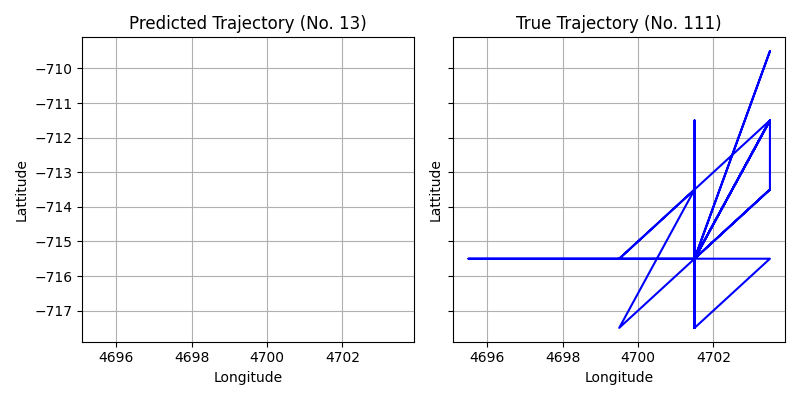 Predicted Trajectory (No. 13)
−710
−711
−712
−713
−714
−715
−716
−717
Lattitude
4696 4698 4700 4702
Longitude
True Trajectory (No. 111)
Lattitude
4696 4698 4700 4702
Longitude